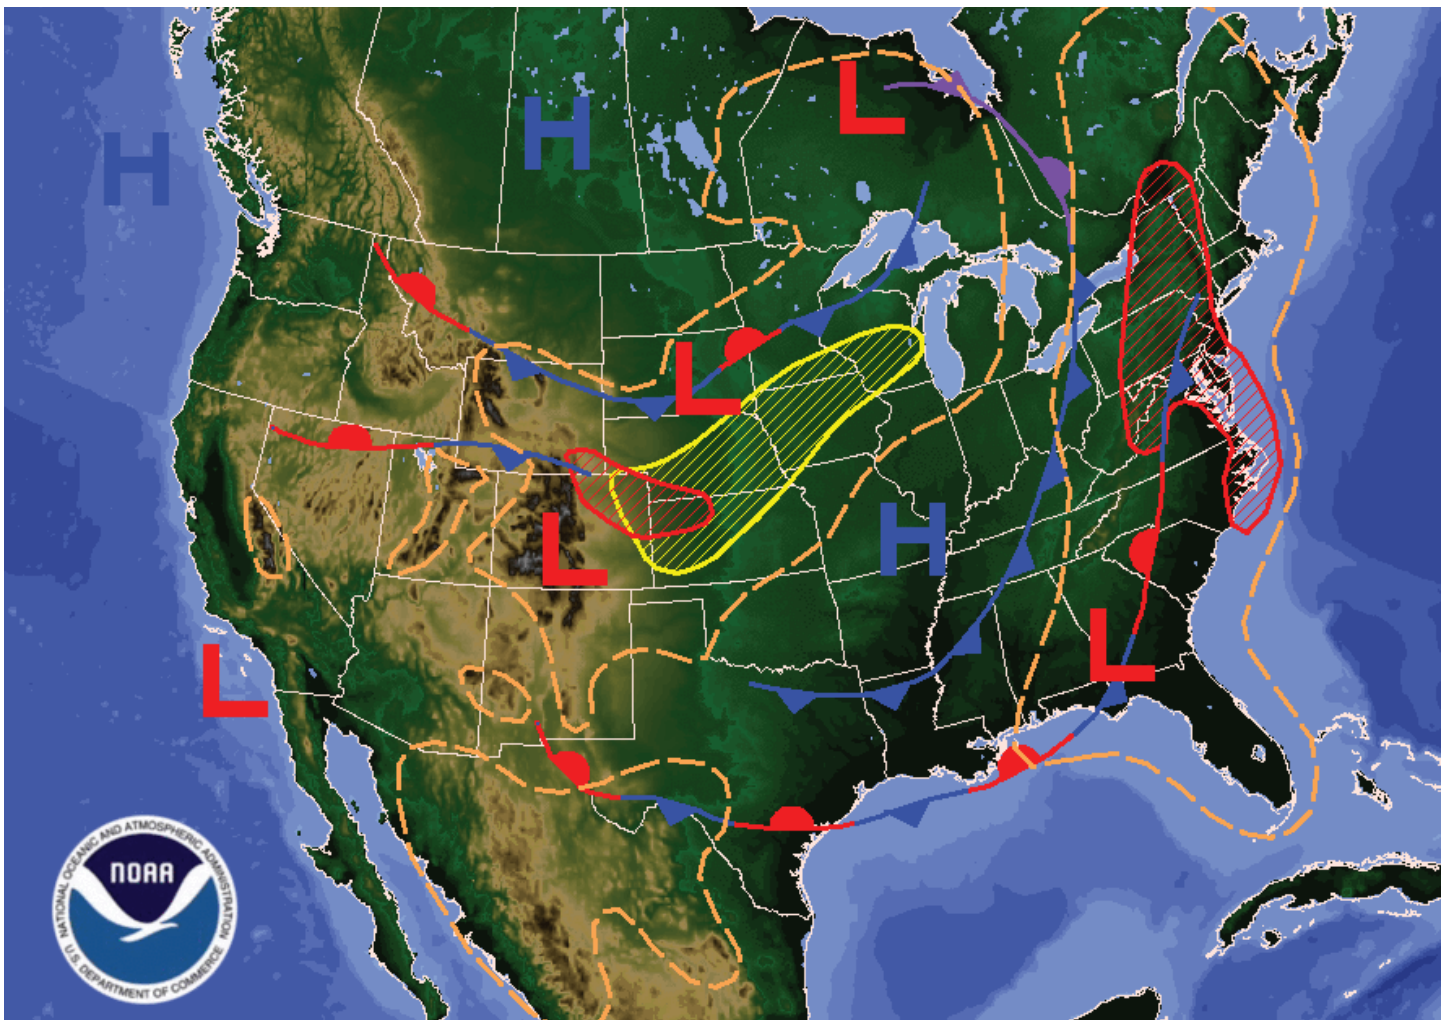 H
H
L
L
L
H
L
L
NOAA
NATIONAL OCEANIC AND ATMOSPHERIC ADMINISTRATION
U.S. DEPARTMENT OF COMMERCE